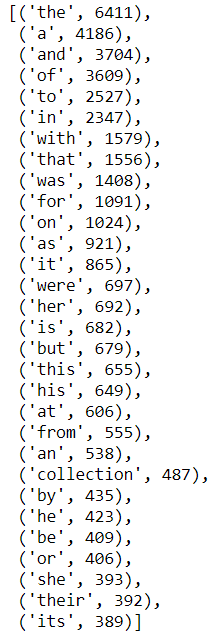 [('the', 6411),
('a', 4186),
('and', 3704),
('of', 3609),
('to', 2527),
('in', 2347),
('with', 1579),
('that', 1556),
('was', 1408),
('for', 1091),
('on', 1024),
('as', 921),
('it', 865),
('were', 697),
('her', 692),
('is', 682),
('but', 679),
('this', 655),
('his', 649),
('at', 606),
('from', 555),
('an', 538),
('collection', 487),
('by', 435),
('he', 423),
('be', 409),
('or', 406),
('she', 393),
('their', 392),
('its', 389)]